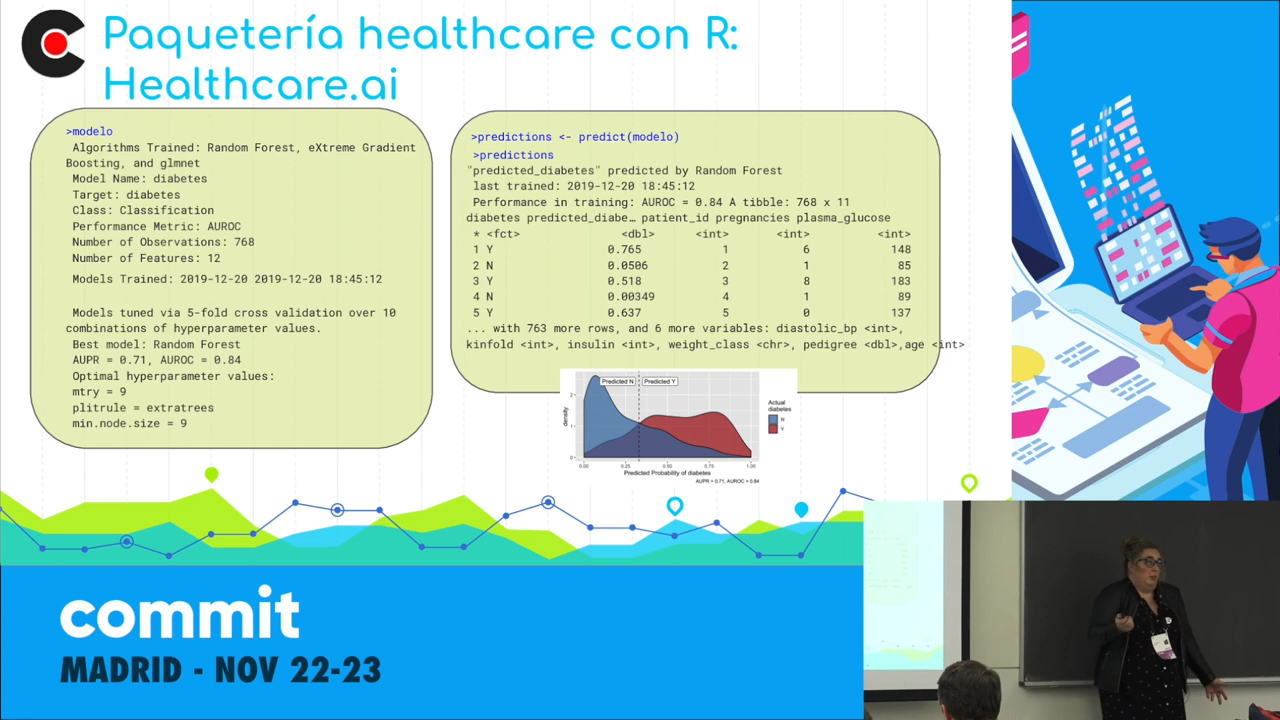 Paquetería healthcare con R:
Healthcare.ai
>modelo
Algorithms Trained: Random Forest, eXtreme Gradient
Boosting, and glmnet
Model Name: diabetes
Target: diabetes
Class: Classification
Performance Metric: AUROC
Number of Observations: 768
Number of Features: 12
Models Trained: 2019-12-20 2019-12-20 18:45:12
Models tuned via 5-fold cross validation over 10
combinations of hyperparameter values.
Best model: Random Forest
AUPR = 0.71, AUROC = 0.84
Optimal hyperparameter values:
mtry = 9
plitrule = extratrees
min.node.size = 9
>predictions <- predict(modelo)
>predictions
"predicted_diabetes" predicted by Random Forest
last trained: 2019-12-20 18:45:12
Performance in training: AUROC = 0.84 A tibble: 768 x 11
diabetes predicted_diabe… patient_id pregnancies plasma_glucose
* <fct> <dbl> <int> <int> <int>
1 Y 0.765 1 6 148
2 N 0.0506 2 1 85
3 Y 0.518 3 8 183
4 N 0.00349 4 1 89
5 Y 0.637 5 0 137
... with 763 more rows, and 6 more variables: diastolic_bp <int>,
kinfold <int>, insulin <int>, weight_class <chr>, pedigree <dbl>,age <int>
Predicted N Predicted Y
density
2
1
0
0.00 0.25 0.50 0.75 1.00
Predicted Probability of diabetes
AUPR = 0.71, AUROC = 0.84
Actual
diabetes
N
Y
commit
MADRID - NOV 22-23